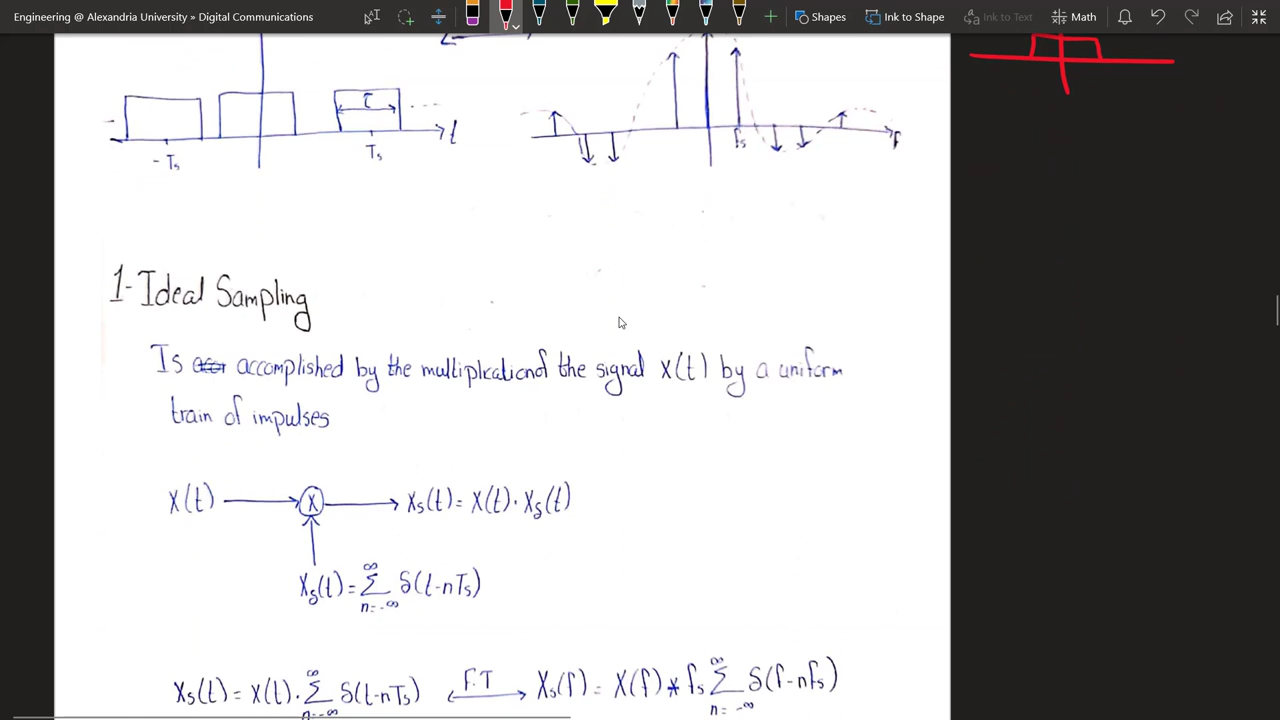 Engineering @ Alexandria University » Digital Communications
Shapes
Ink to Shape
Ink to Text
Math
τ
t
-Ts
Ts
fs
f
1- Ideal Sampling
Is accomplished by the multiplicationof the signal x(t) by a uniform
train of impulses
X(t) X Xs(t) = X(t) · Xδ(t)
Xδ(t) = ∑ n=-∞ ∞ δ(t-nTs)
Xs(t) = X(t) · ∑ n=-∞ ∞ δ(t-nTs) F.T Xs(f) = X(f) * fs ∑ n=-∞ ∞ δ(f-nfs)